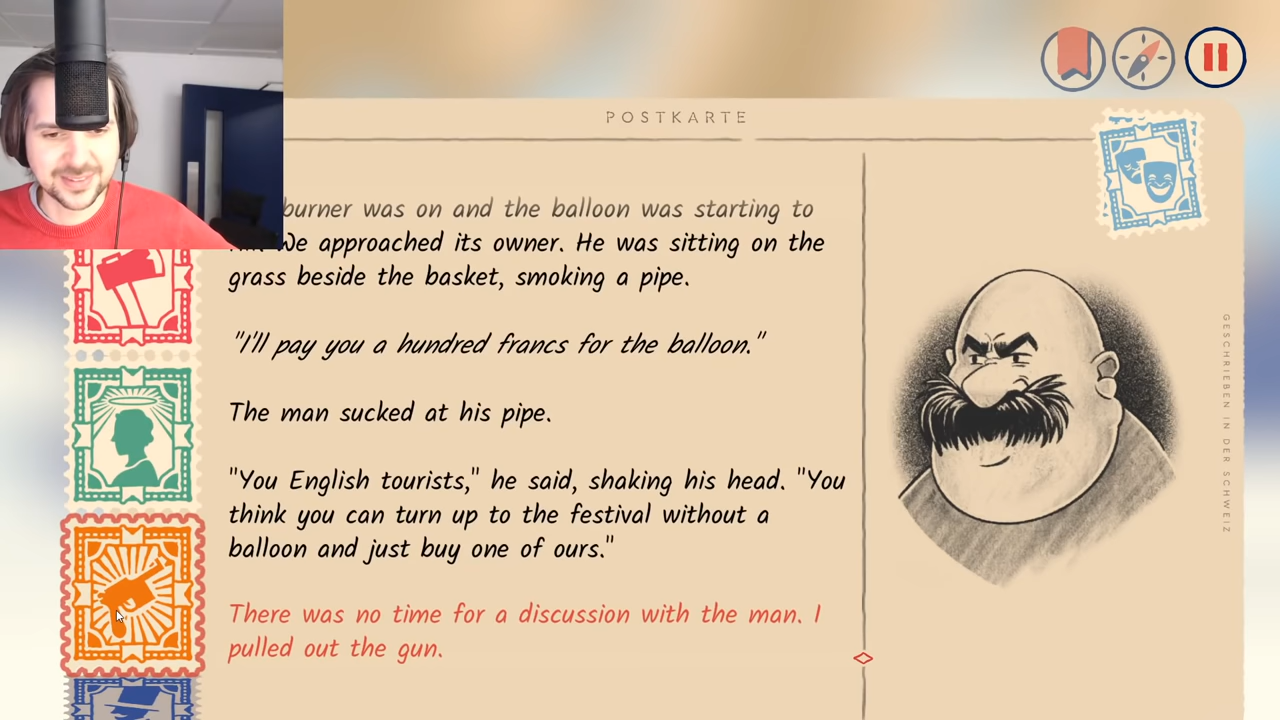 POSTKARTE
burner was on and the balloon was starting to
We approached its owner. He was sitting on the
grass beside the basket, smoking a pipe.
"I'll pay you a hundred francs for the balloon."
The man sucked at his pipe.
"You English tourists," he said, shaking his head. "You
think you can turn up to the festival without a
balloon and just buy one of ours."
There was no time for a discussion with the man. I
pulled out the gun.
GESCHRIEBEN IN DER SCHWEIZ